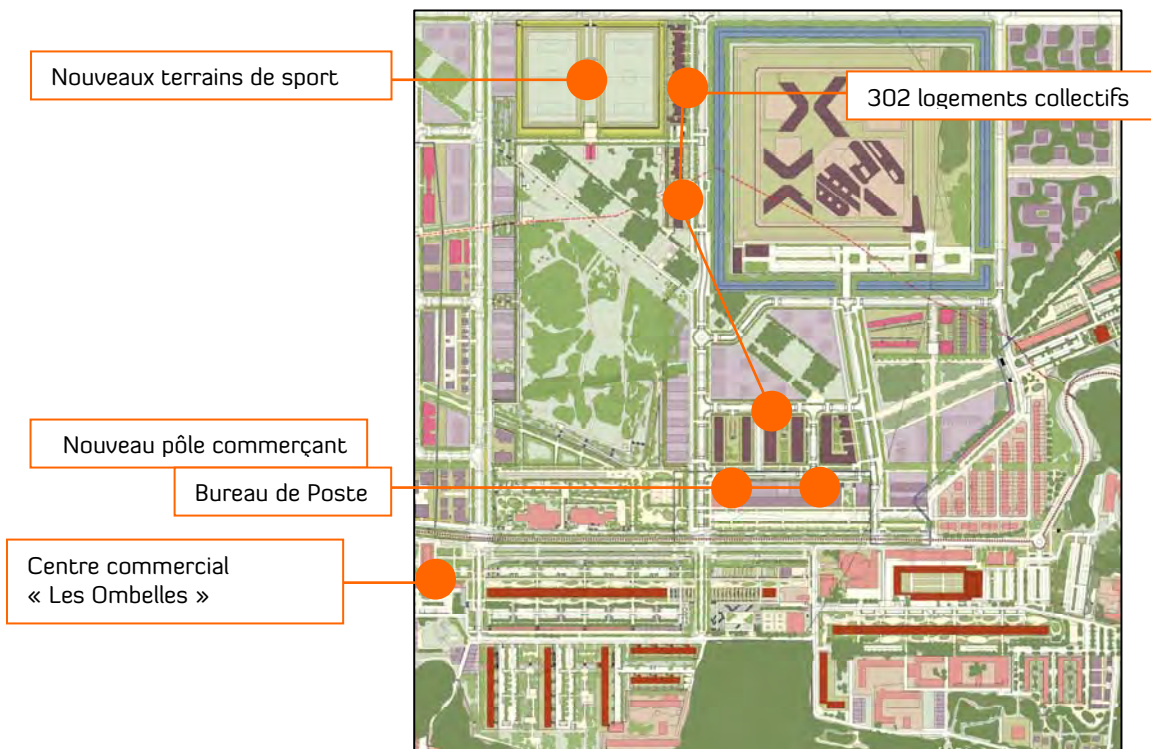 Nouveaux terrains de sport
302 logements collectifs
Nouveau pôle commerçant
Bureau de Poste
Centre commercial
« Les Ombelles »